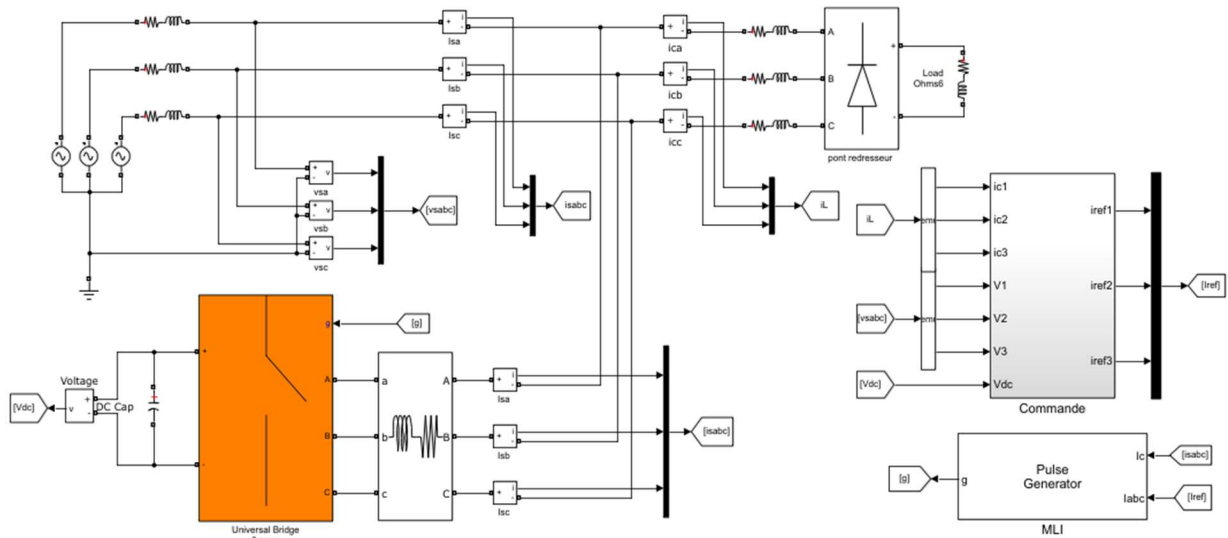 Isa
Isb
Isc
ica
icb
icc
A
B
C
+
-
Load
Ohms6
pont redresseur
vsa
vsb
vsc
[vsabc]
isabc
iL
iL
[vsabc]
[Vdc]
ic1
ic2
ic3
V1
V2
V3
Vdc
iref1
iref2
iref3
Commande
[Iref]
[g]
g
+
-
A
B
C
Universal Bridge
Voltage
DC Cap
v
[Vdc]
a
b
c
A
B
C
Isa
Isb
Isc
[isabc]
[g]
g
Pulse
Generator
Ic
Iabc
[isabc]
[Iref]
MLI